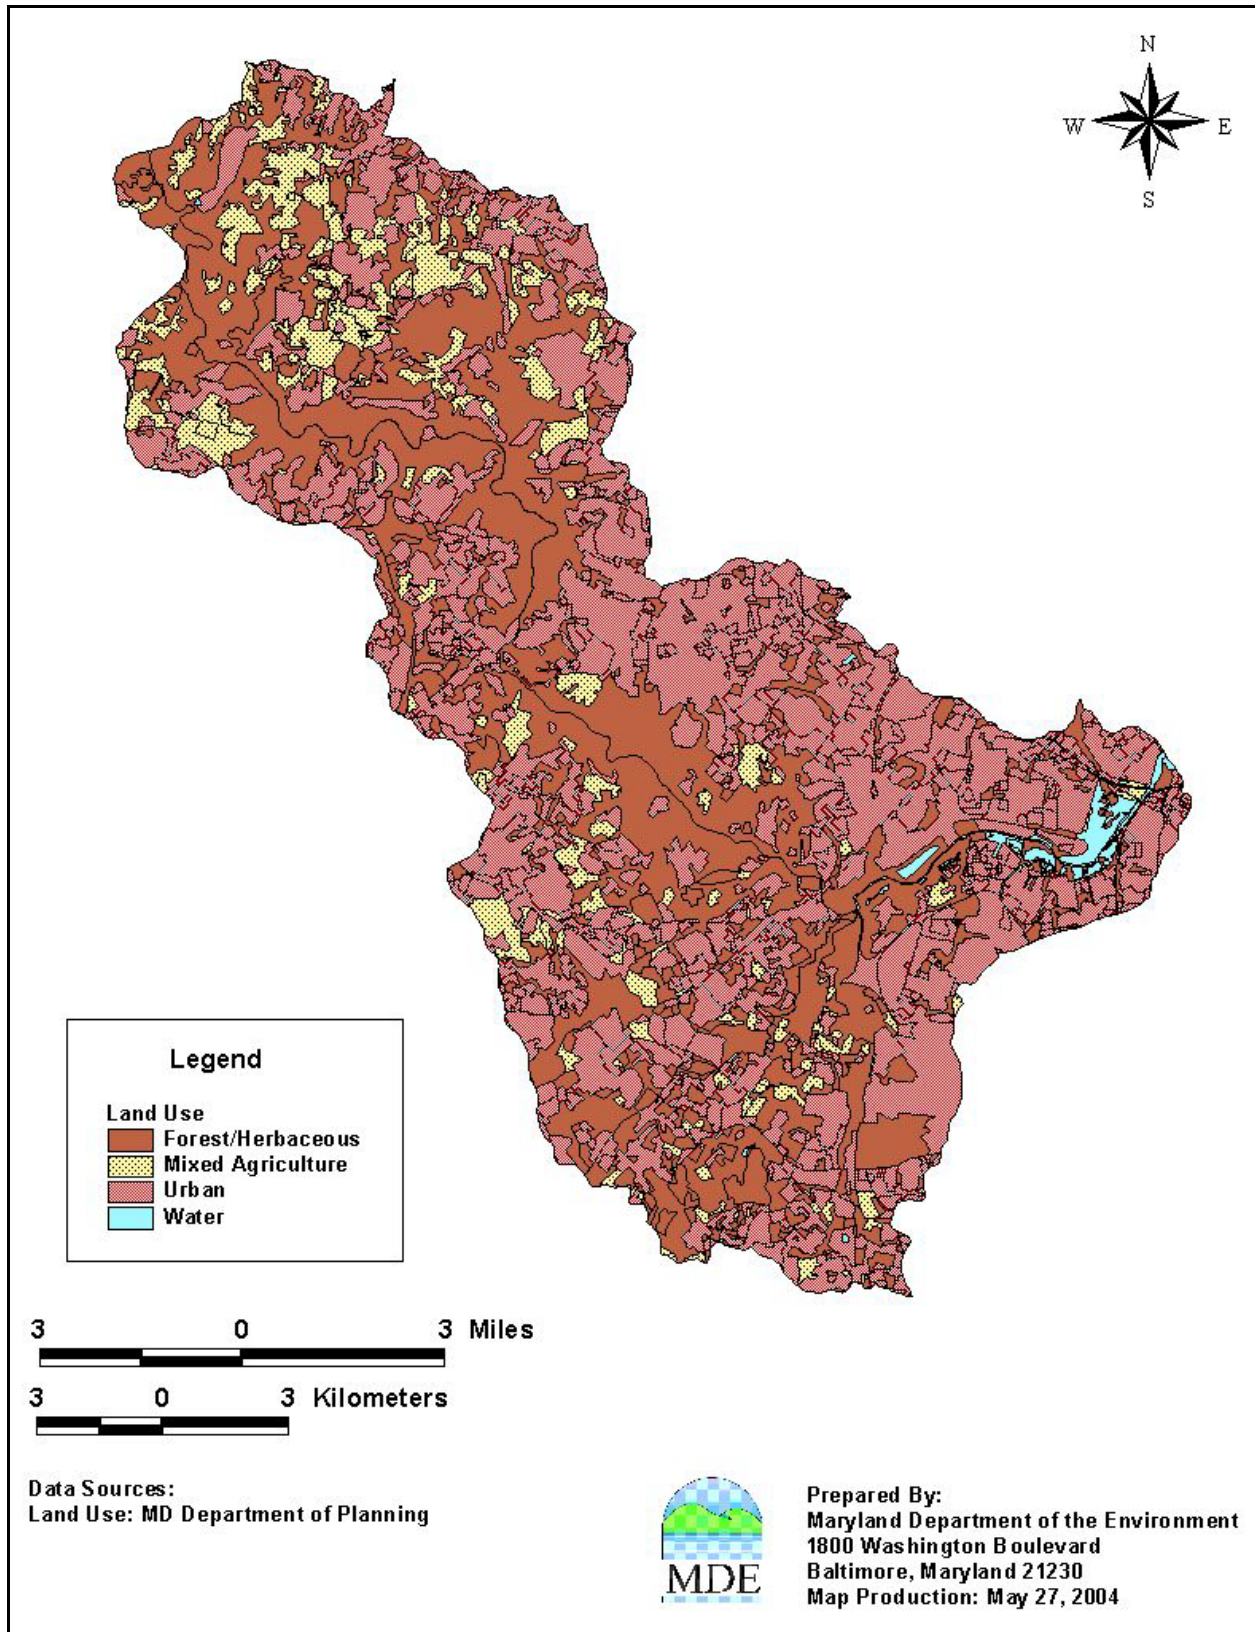 N
W E
S
Legend
Land Use
Forest/Herbaceous
Mixed Agriculture
Urban
Water
3 0 3 Miles
3 0 3 Kilometers
Data Sources:
Land Use: MD Department of Planning
MDE
Prepared By:
Maryland Department of the Environment
1800 Washington Boulevard
Baltimore, Maryland 21230
Map Production: May 27, 2004